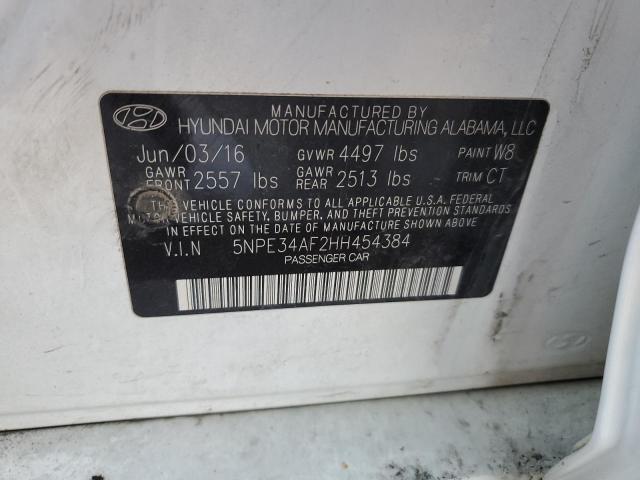 MANUFACTURED BY
HYUNDAI MOTOR MANUFACTURING ALABAMA, LLC
Jun/03/16 GVWR 4497 lbs PAINT W8
GAWR FRONT 2557 lbs GAWR REAR 2513 lbs TRIM CT
THIS VEHICLE CONFORMS TO ALL APPLICABLE U.S.A. FEDERAL
MOTOR VEHICLE SAFETY, BUMPER, AND THEFT PREVENTION STANDARDS
IN EFFECT ON THE DATE OF MANUFACTURE SHOWN ABOVE
V.I.N 5NPE34AF2HH454384
PASSENGER CAR